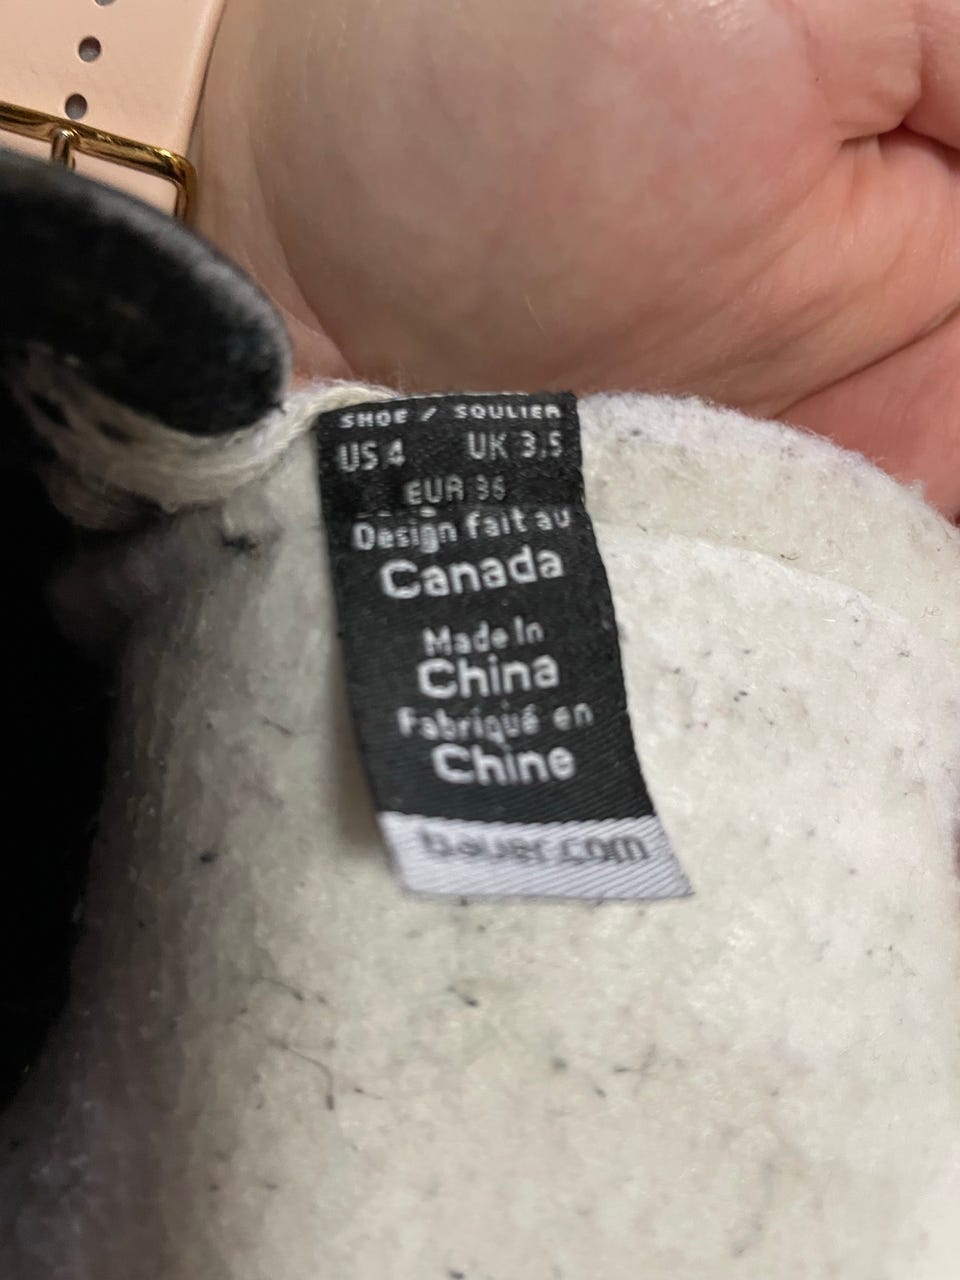 SHOE / SOULIER
US 4 UK 3.5
EUR 36
Design fait au
Canada
Made In
China
Fabriqué en
Chine
bauer.com